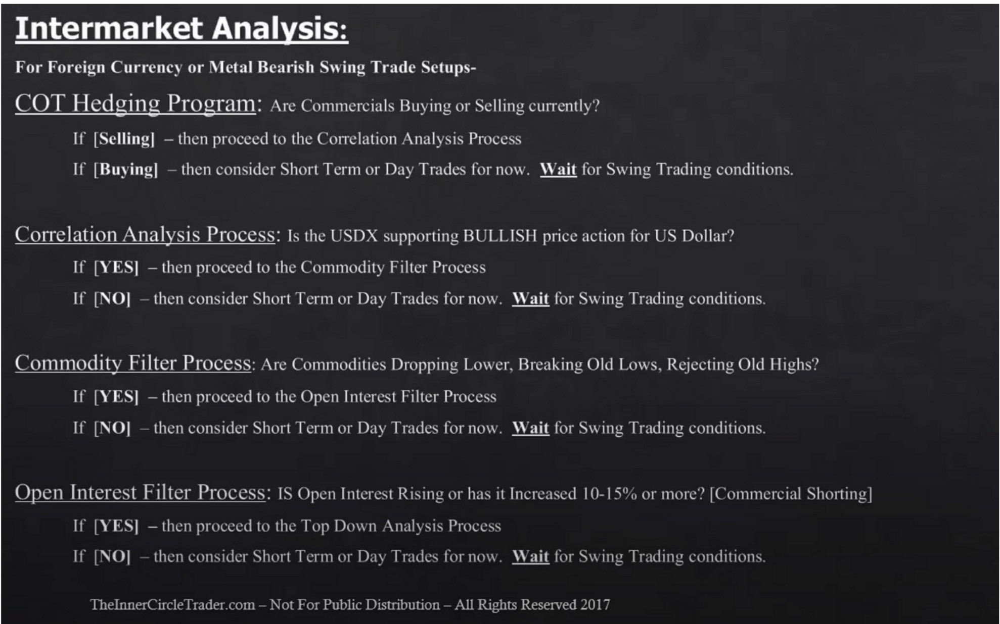 Intermarket Analysis:
For Foreign Currency or Metal Bearish Swing Trade Setups-
COT Hedging Program: Are Commercials Buying or Selling currently?
If [Selling] – then proceed to the Correlation Analysis Process
If [Buying] – then consider Short Term or Day Trades for now. Wait for Swing Trading conditions.
Correlation Analysis Process: Is the USDX supporting BULLISH price action for US Dollar?
If [YES] – then proceed to the Commodity Filter Process
If [NO] – then consider Short Term or Day Trades for now. Wait for Swing Trading conditions.
Commodity Filter Process: Are Commodities Dropping Lower, Breaking Old Lows, Rejecting Old Highs?
If [YES] – then proceed to the Open Interest Filter Process
If [NO] – then consider Short Term or Day Trades for now. Wait for Swing Trading conditions.
Open Interest Filter Process: IS Open Interest Rising or has it Increased 10-15% or more? [Commercial Shorting]
If [YES] – then proceed to the Top Down Analysis Process
If [NO] – then consider Short Term or Day Trades for now. Wait for Swing Trading conditions.
TheInnerCircleTrader.com – Not For Public Distribution – All Rights Reserved 2017